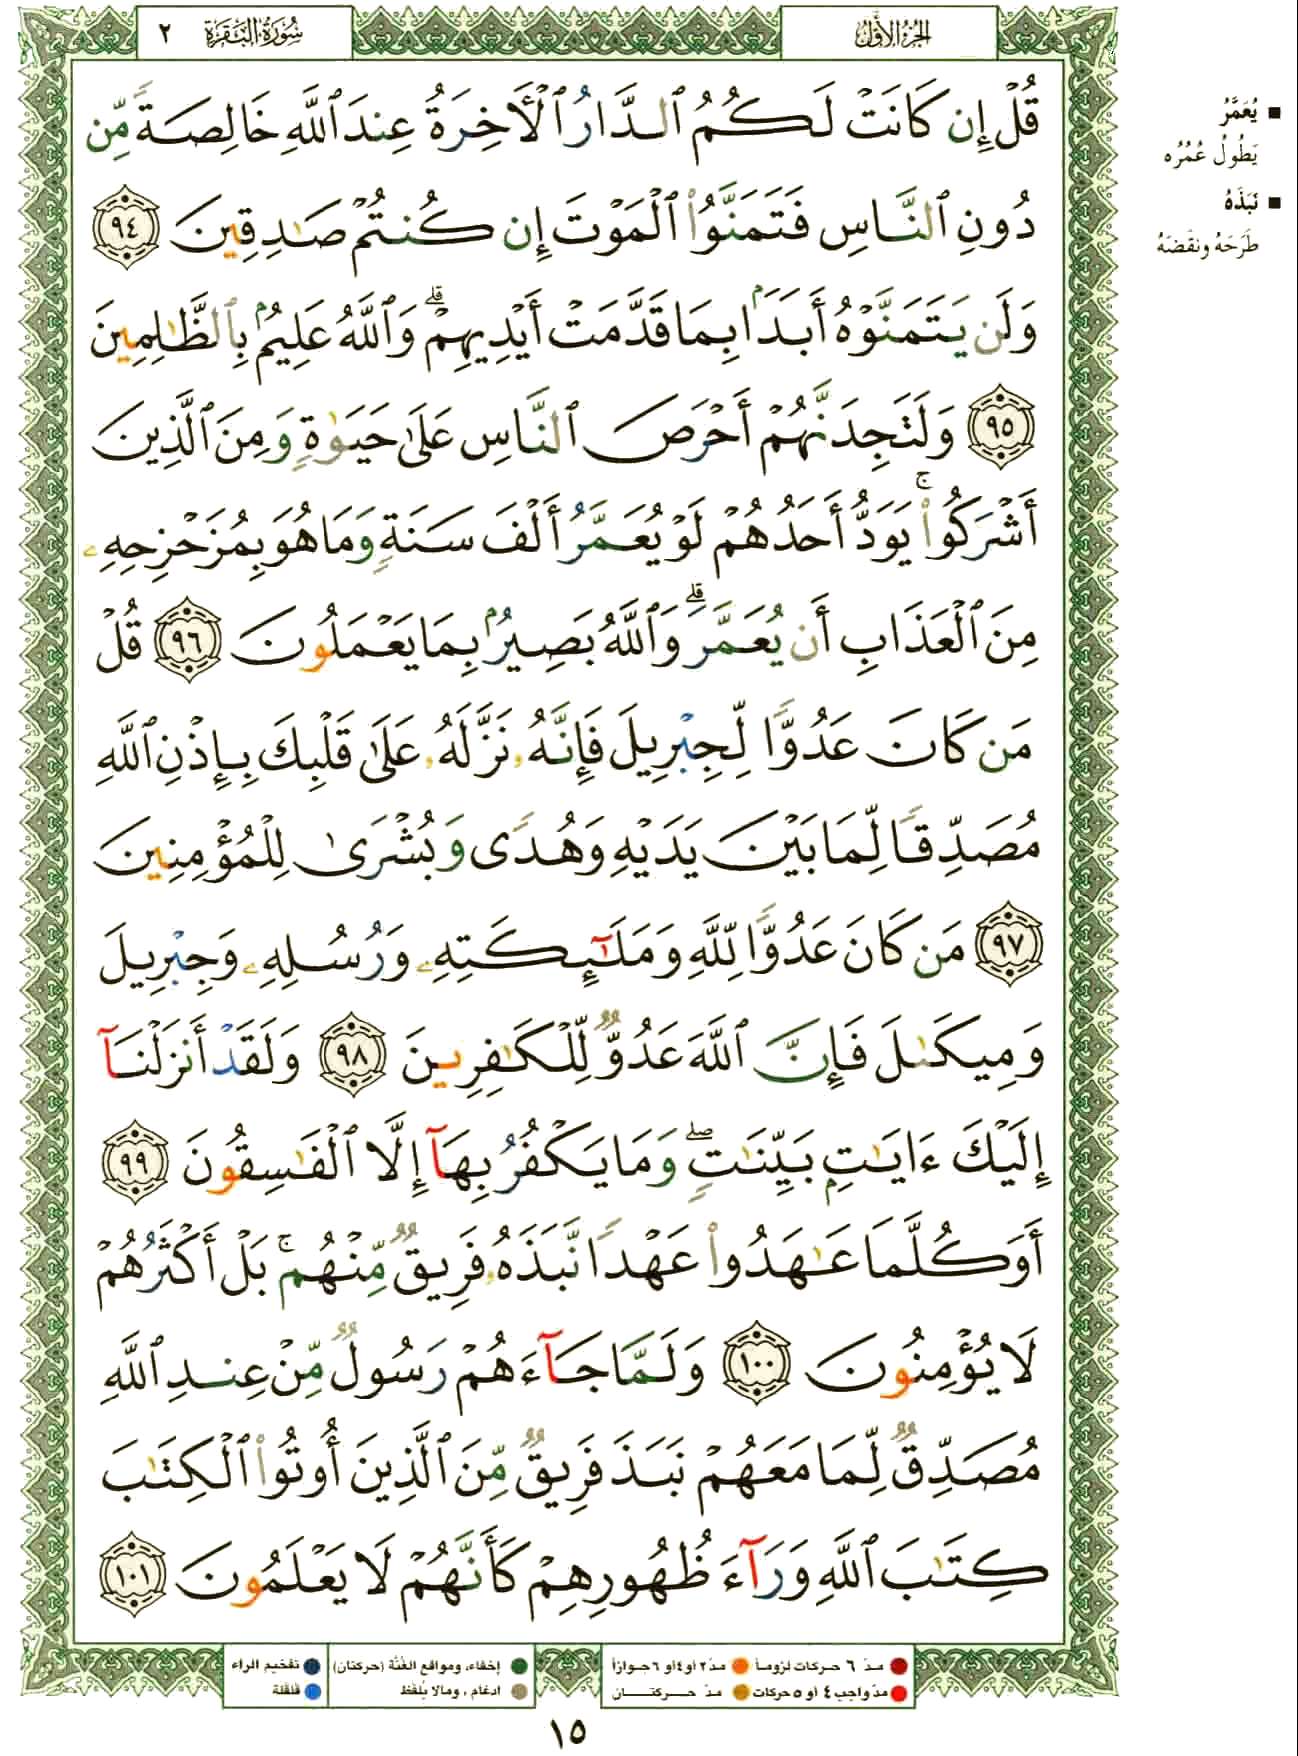 الجزء الأول
سورة البقرة ٢
قُلْ إِن كَانَتْ لَكُمُ ٱلدَّارُ ٱلْأَخِرَةُ عِندَ ٱللَّهِ خَالِصَةً مِّن
دُونِ ٱلنَّاسِ فَتَمَنَّوُا۟ ٱلْمَوْتَ إِن كُنتُمْ صَٰدِقِينَ ٩٤
وَلَن يَتَمَنَّوْهُ أَبَدًۢا بِمَا قَدَّمَتْ أَيْدِيهِمْ ۗ وَٱللَّهُ عَلِيمٌۢ بِٱلظَّٰلِمِينَ
٩٥ وَلَتَجِدَنَّهُمْ أَحْرَصَ ٱلنَّاسِ عَلَىٰ حَيَوٰةٍ وَمِنَ ٱلَّذِينَ
أَشْرَكُوا۟ ۚ يَوَدُّ أَحَدُهُمْ لَوْ يُعَمَّرُ أَلْفَ سَنَةٍ وَمَا هُوَ بِمُزَحْزِحِهِۦ
مِنَ ٱلْعَذَابِ أَن يُعَمَّرَ ۗ وَٱللَّهُ بَصِيرٌۢ بِمَا يَعْمَلُونَ ٩٦ قُلْ
مَن كَانَ عَدُوًّا لِّجِبْرِيلَ فَإِنَّهُۥ نَزَّلَهُۥ عَلَىٰ قَلْبِكَ بِإِذْنِ ٱللَّهِ
مُصَدِّقًا لِّمَا بَيْنَ يَدَيْهِ وَهُدًى وَبُشْرَىٰ لِلْمُؤْمِنِينَ
٩٧ مَن كَانَ عَدُوًّا لِّلَّهِ وَمَلَٰٓئِكَتِهِۦ وَرُسُلِهِۦ وَجِبْرِيلَ
وَمِيكَىٰلَ فَإِنَّ ٱللَّهَ عَدُوٌّ لِّلْكَٰفِرِينَ ٩٨ وَلَقَدْ أَنزَلْنَآ
إِلَيْكَ ءَايَٰتٍۭ بَيِّنَٰتٍ ۖ وَمَا يَكْفُرُ بِهَآ إِلَّا ٱلْفَٰسِقُونَ ٩٩
أَوَكُلَّمَا عَٰهَدُوا۟ عَهْدًا نَّبَذَهُۥ فَرِيقٌ مِّنْهُم ۚ بَلْ أَكْثَرُهُمْ
لَا يُؤْمِنُونَ ١٠٠ وَلَمَّا جَآءَهُمْ رَسُولٌ مِّنْ عِندِ ٱللَّهِ
مُصَدِّقٌ لِّمَا مَعَهُمْ نَبَذَ فَرِيقٌ مِّنَ ٱلَّذِينَ أُوتُوا۟ ٱلْكِتَٰبَ
كِتَٰبَ ٱللَّهِ وَرَآءَ ظُهُورِهِمْ كَأَنَّهُمْ لَا يَعْلَمُونَ ١٠١
■ يُعَمَّرُ
يَطُولُ عُمُرُه
■ نَبَذَهُ
طَرَحَهُ ونقَضَهُ
مدّ ٦ حركات لزوماً مدّ ٢ أو ٤ أو ٦ جوازاً إخفاء، ومواقع الغُنَّة (حركتان) تفخيم الراء
مدّ واجب ٤ أو ٥ حركات مدّ حركتان ادغام، ومالا يُلفظ قلقلة
١٥